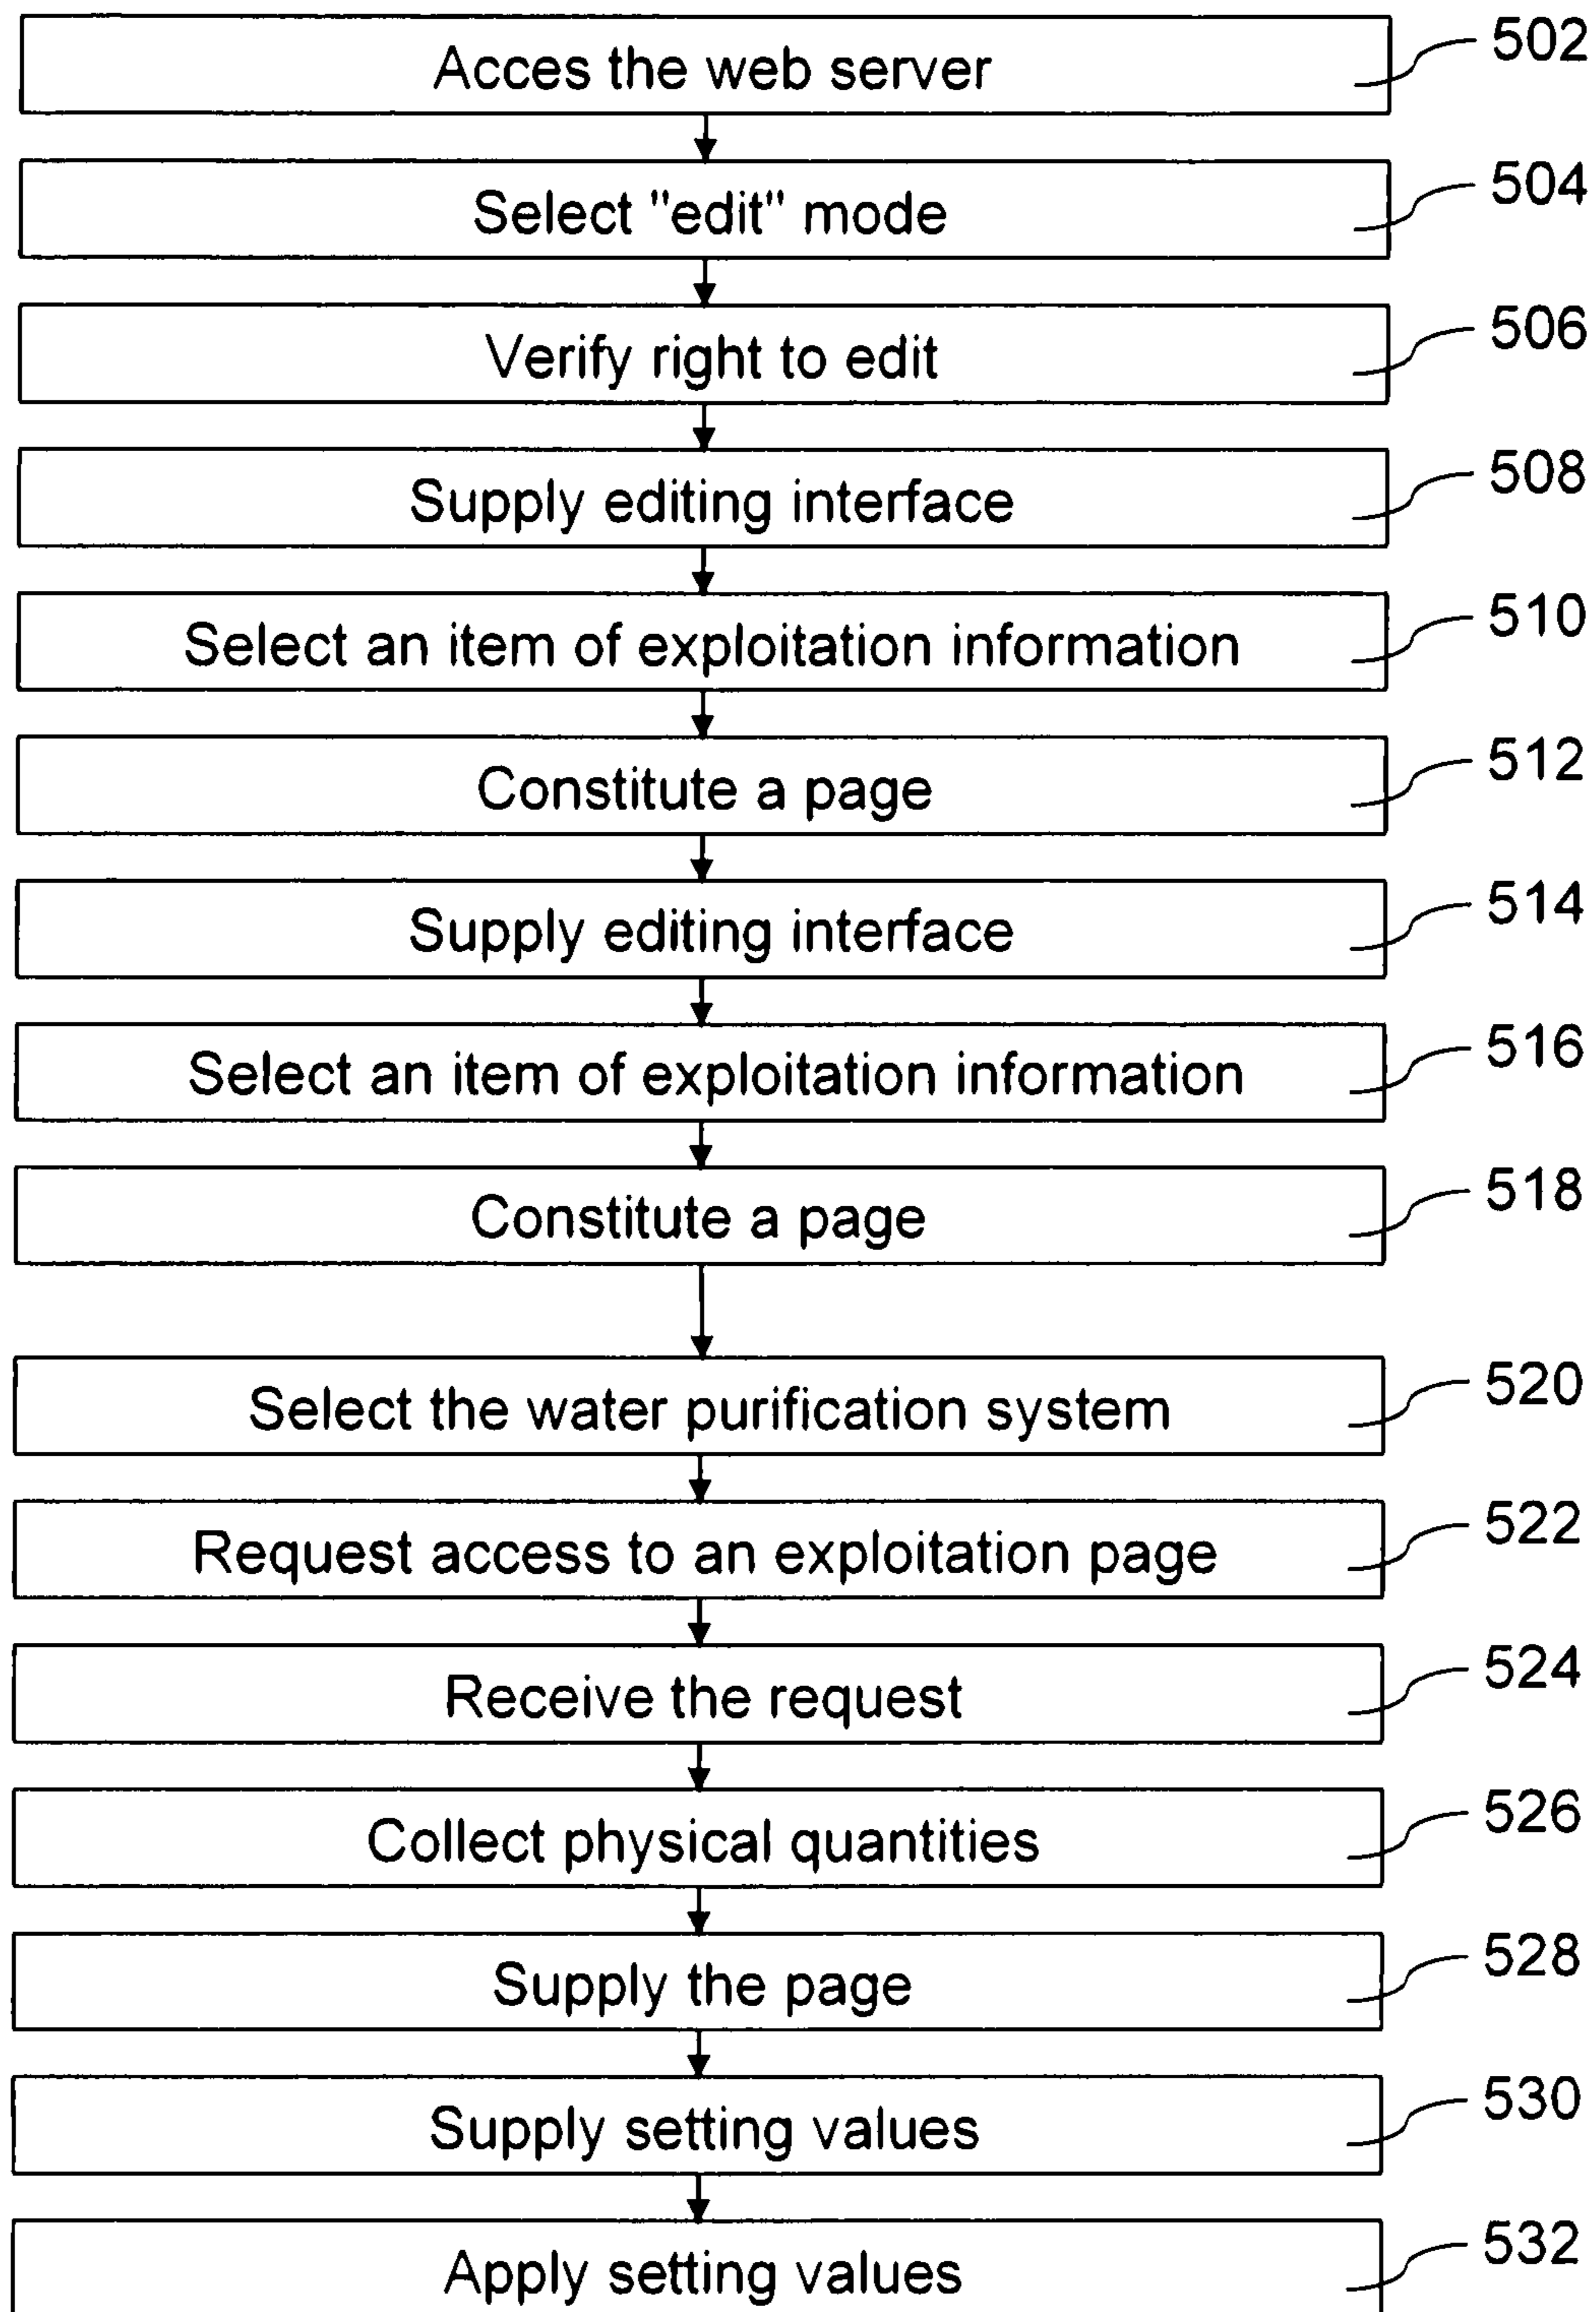 Acces the web server 502
Select "edit" mode 504
Verify right to edit 506
Supply editing interface 508
Select an item of exploitation information 510
Constitute a page 512
Supply editing interface 514
Select an item of exploitation information 516
Constitute a page 518
Select the water purification system 520
Request access to an exploitation page 522
Receive the request 524
Collect physical quantities 526
Supply the page 528
Supply setting values 530
Apply setting values 532